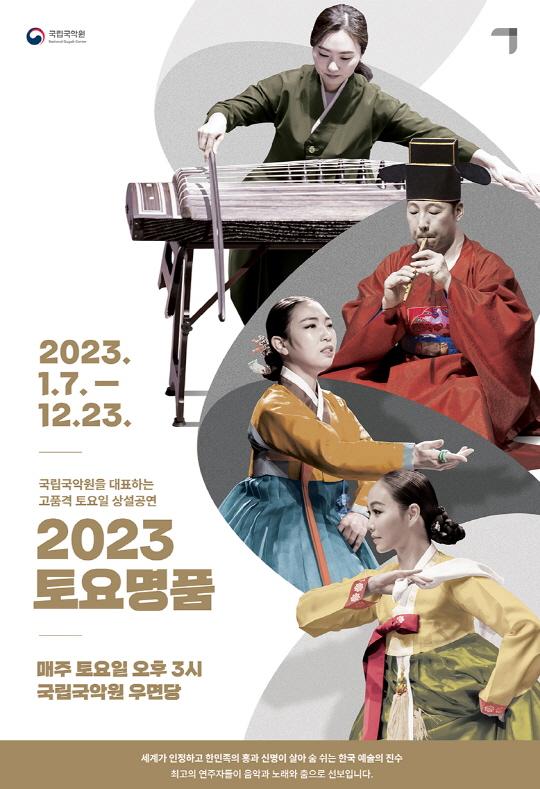 국립국악원
National Gugak Center
2023.
1.7. –
12.23.
국립국악원을 대표하는
고품격 토요일 상설공연
2023
토요명품
매주 토요일 오후 3시
국립국악원 우면당
세계가 인정하고 한민족의 흥과 신명이 살아 숨 쉬는 한국 예술의 진수
최고의 연주자들이 음악과 노래와 춤으로 선보입니다.